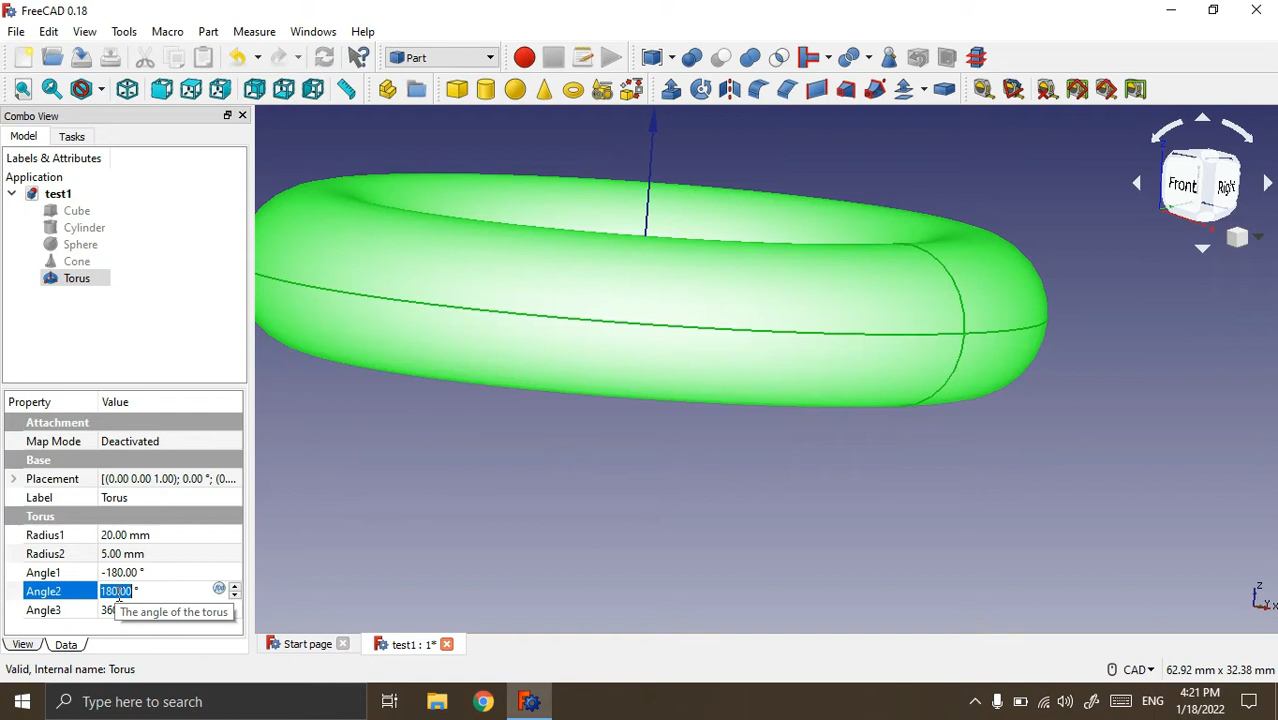 FreeCAD 0.18
File Edit View Tools Macro Part Measure Windows Help
Part
Combo View
Model Tasks
Labels & Attributes
Application
test1
Cube
Cylinder
Sphere
Cone
Torus
Front Right
Z
Property Value
Attachment
Map Mode Deactivated
Base
Placement [(0.00 0.00 1.00); 0.00 °; (0....
Label Torus
Torus
Radius1 20.00 mm
Radius2 5.00 mm
Angle1 -180.00 °
Angle2 180.00 °
Angle3 360
The angle of the torus
View Data
Start page
test1 : 1*
Z
Y X
Valid, Internal name: Torus
CAD
62.92 mm x 32.38 mm
Type here to search
ENG
4:21 PM
1/18/2022